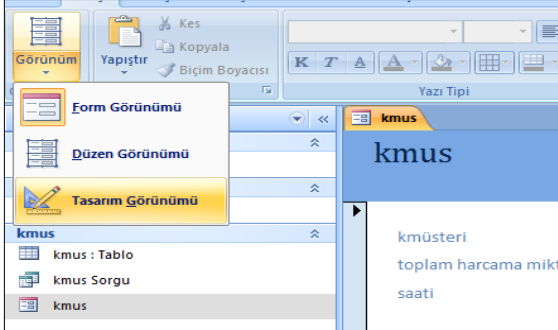 Kes
Kopyala
Biçim Boyacısı
Görünüm
Yapıştır
K T A A
Yazı Tipi
Form Görünümü
Düzen Görünümü
Tasarım Görünümü
kmus
kmus : Tablo
kmus Sorgu
kmus
kmus
kmus
kmüsteri
toplam harcama mikt
saati